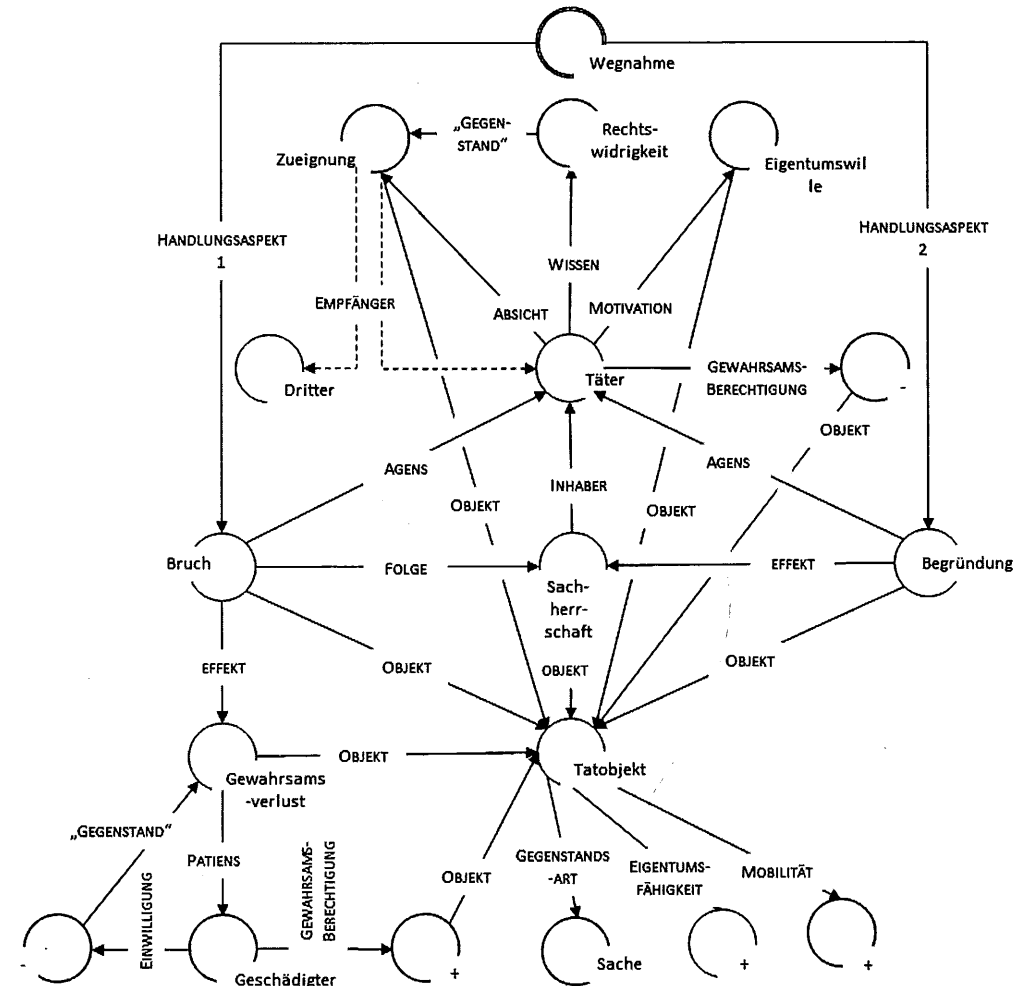 Wegnahme
„GEGEN-
STAND“
Rechts-
widrigkeit
Zueignung
Eigentumswil
le
HANDLUNGSASPEKT
1
HANDLUNGSASPEKT
2
WISSEN
EMPFÄNGER
ABSICHT
MOTIVATION
GEWAHRSAMS-
BERECHTIGUNG
Dritter
Täter
-
OBJEKT
AGENS
AGENS
INHABER
OBJEKT
OBJEKT
Bruch
FOLGE
EFFEKT
Begründung
Sach-
herr-
schaft
EFFEKT
OBJEKT
OBJEKT
OBJEKT
OBJEKT
Tatobjekt
Gewahrsams
-verlust
„GEGENSTAND“
PATIENS
GEWAHRSAMS-
BERECHTIGUNG
OBJEKT
GEGENSTANDS
-ART
EIGENTUMS-
FÄHIGKEIT
MOBILITÄT
EINWILLIGUNG
-
Geschädigter
+
Sache
+
+